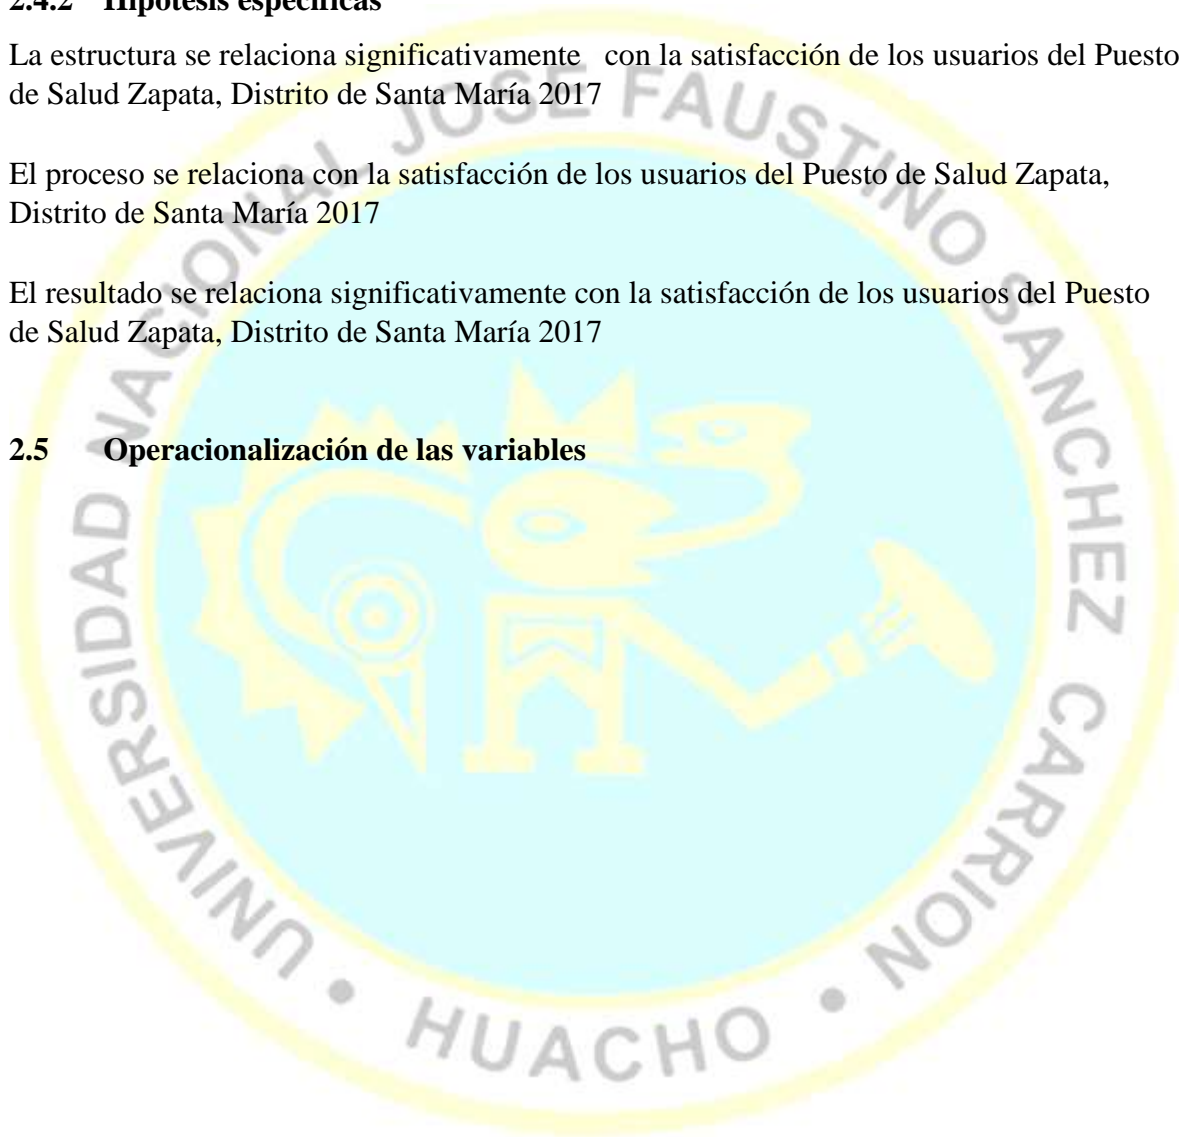 2.4.2 Hipótesis específicas
La estructura se relaciona significativamente con la satisfacción de los usuarios del Puesto
de Salud Zapata, Distrito de Santa María 2017
El proceso se relaciona con la satisfacción de los usuarios del Puesto de Salud Zapata,
Distrito de Santa María 2017
El resultado se relaciona significativamente con la satisfacción de los usuarios del Puesto
de Salud Zapata, Distrito de Santa María 2017
2.5 Operacionalización de las variables
UNIVERSIDAD NACIONAL JOSE FAUSTINO SANCHEZ CARRION
• HUACHO •